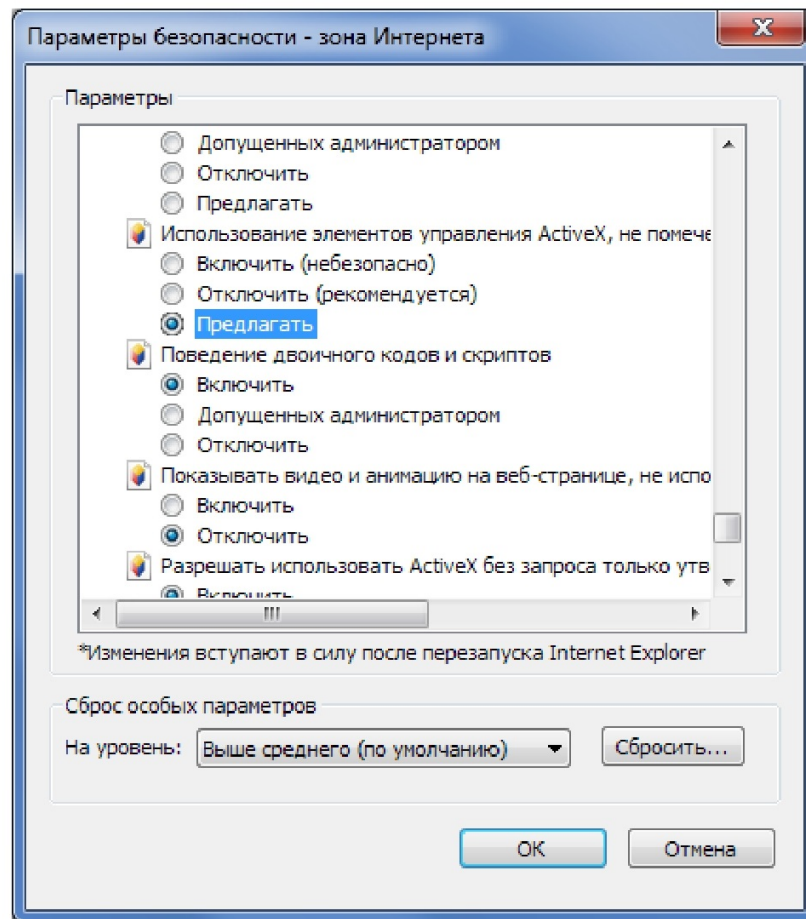 Параметры безопасности - зона Интернета
Параметры
Допущенных администратором
Отключить
Предлагать
Использование элементов управления ActiveX, не помече
Включить (небезопасно)
Отключить (рекомендуется)
Предлагать
Поведение двоичного кодов и скриптов
Включить
Допущенных администратором
Отключить
Показывать видео и анимацию на веб-странице, не испо
Включить
Отключить
Разрешать использовать ActiveX без запроса только утв
Включить
*Изменения вступают в силу после перезапуска Internet Explorer
Сброс особых параметров
На уровень: Выше среднего (по умолчанию) Сбросить...
ОК Отмена